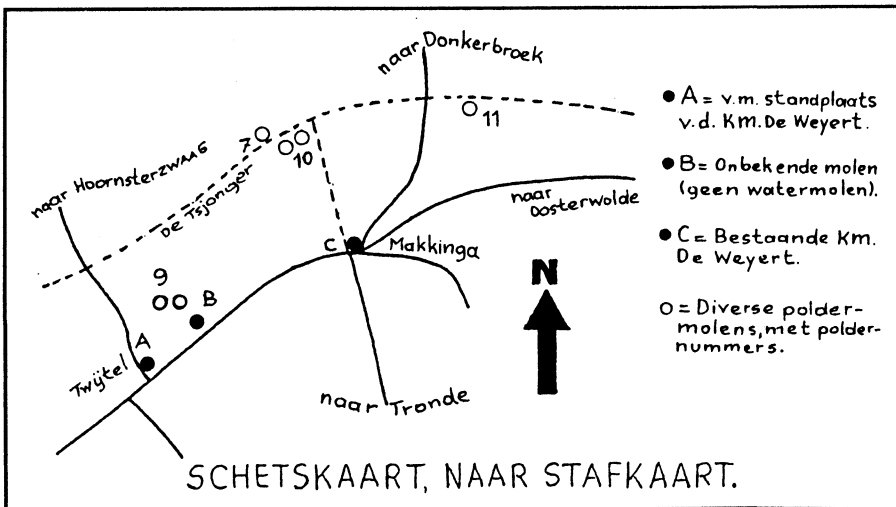 naar Donkerbroek
naar Hoornsterzwaag
De Tsjonger
7
10
11
naar
Oosterwolde
C
Makkinga
9
B
A
Twijtel
N
naar Tronde
● A = v.m. standplaats
v.d. Km. De Weyert.
● B = Onbekende molen
(geen watermolen).
● C = Bestaande Km.
De Weyert.
○ = Diverse polder-
molens, met polder-
nummers.
SCHETSKAART, NAAR STAFKAART.